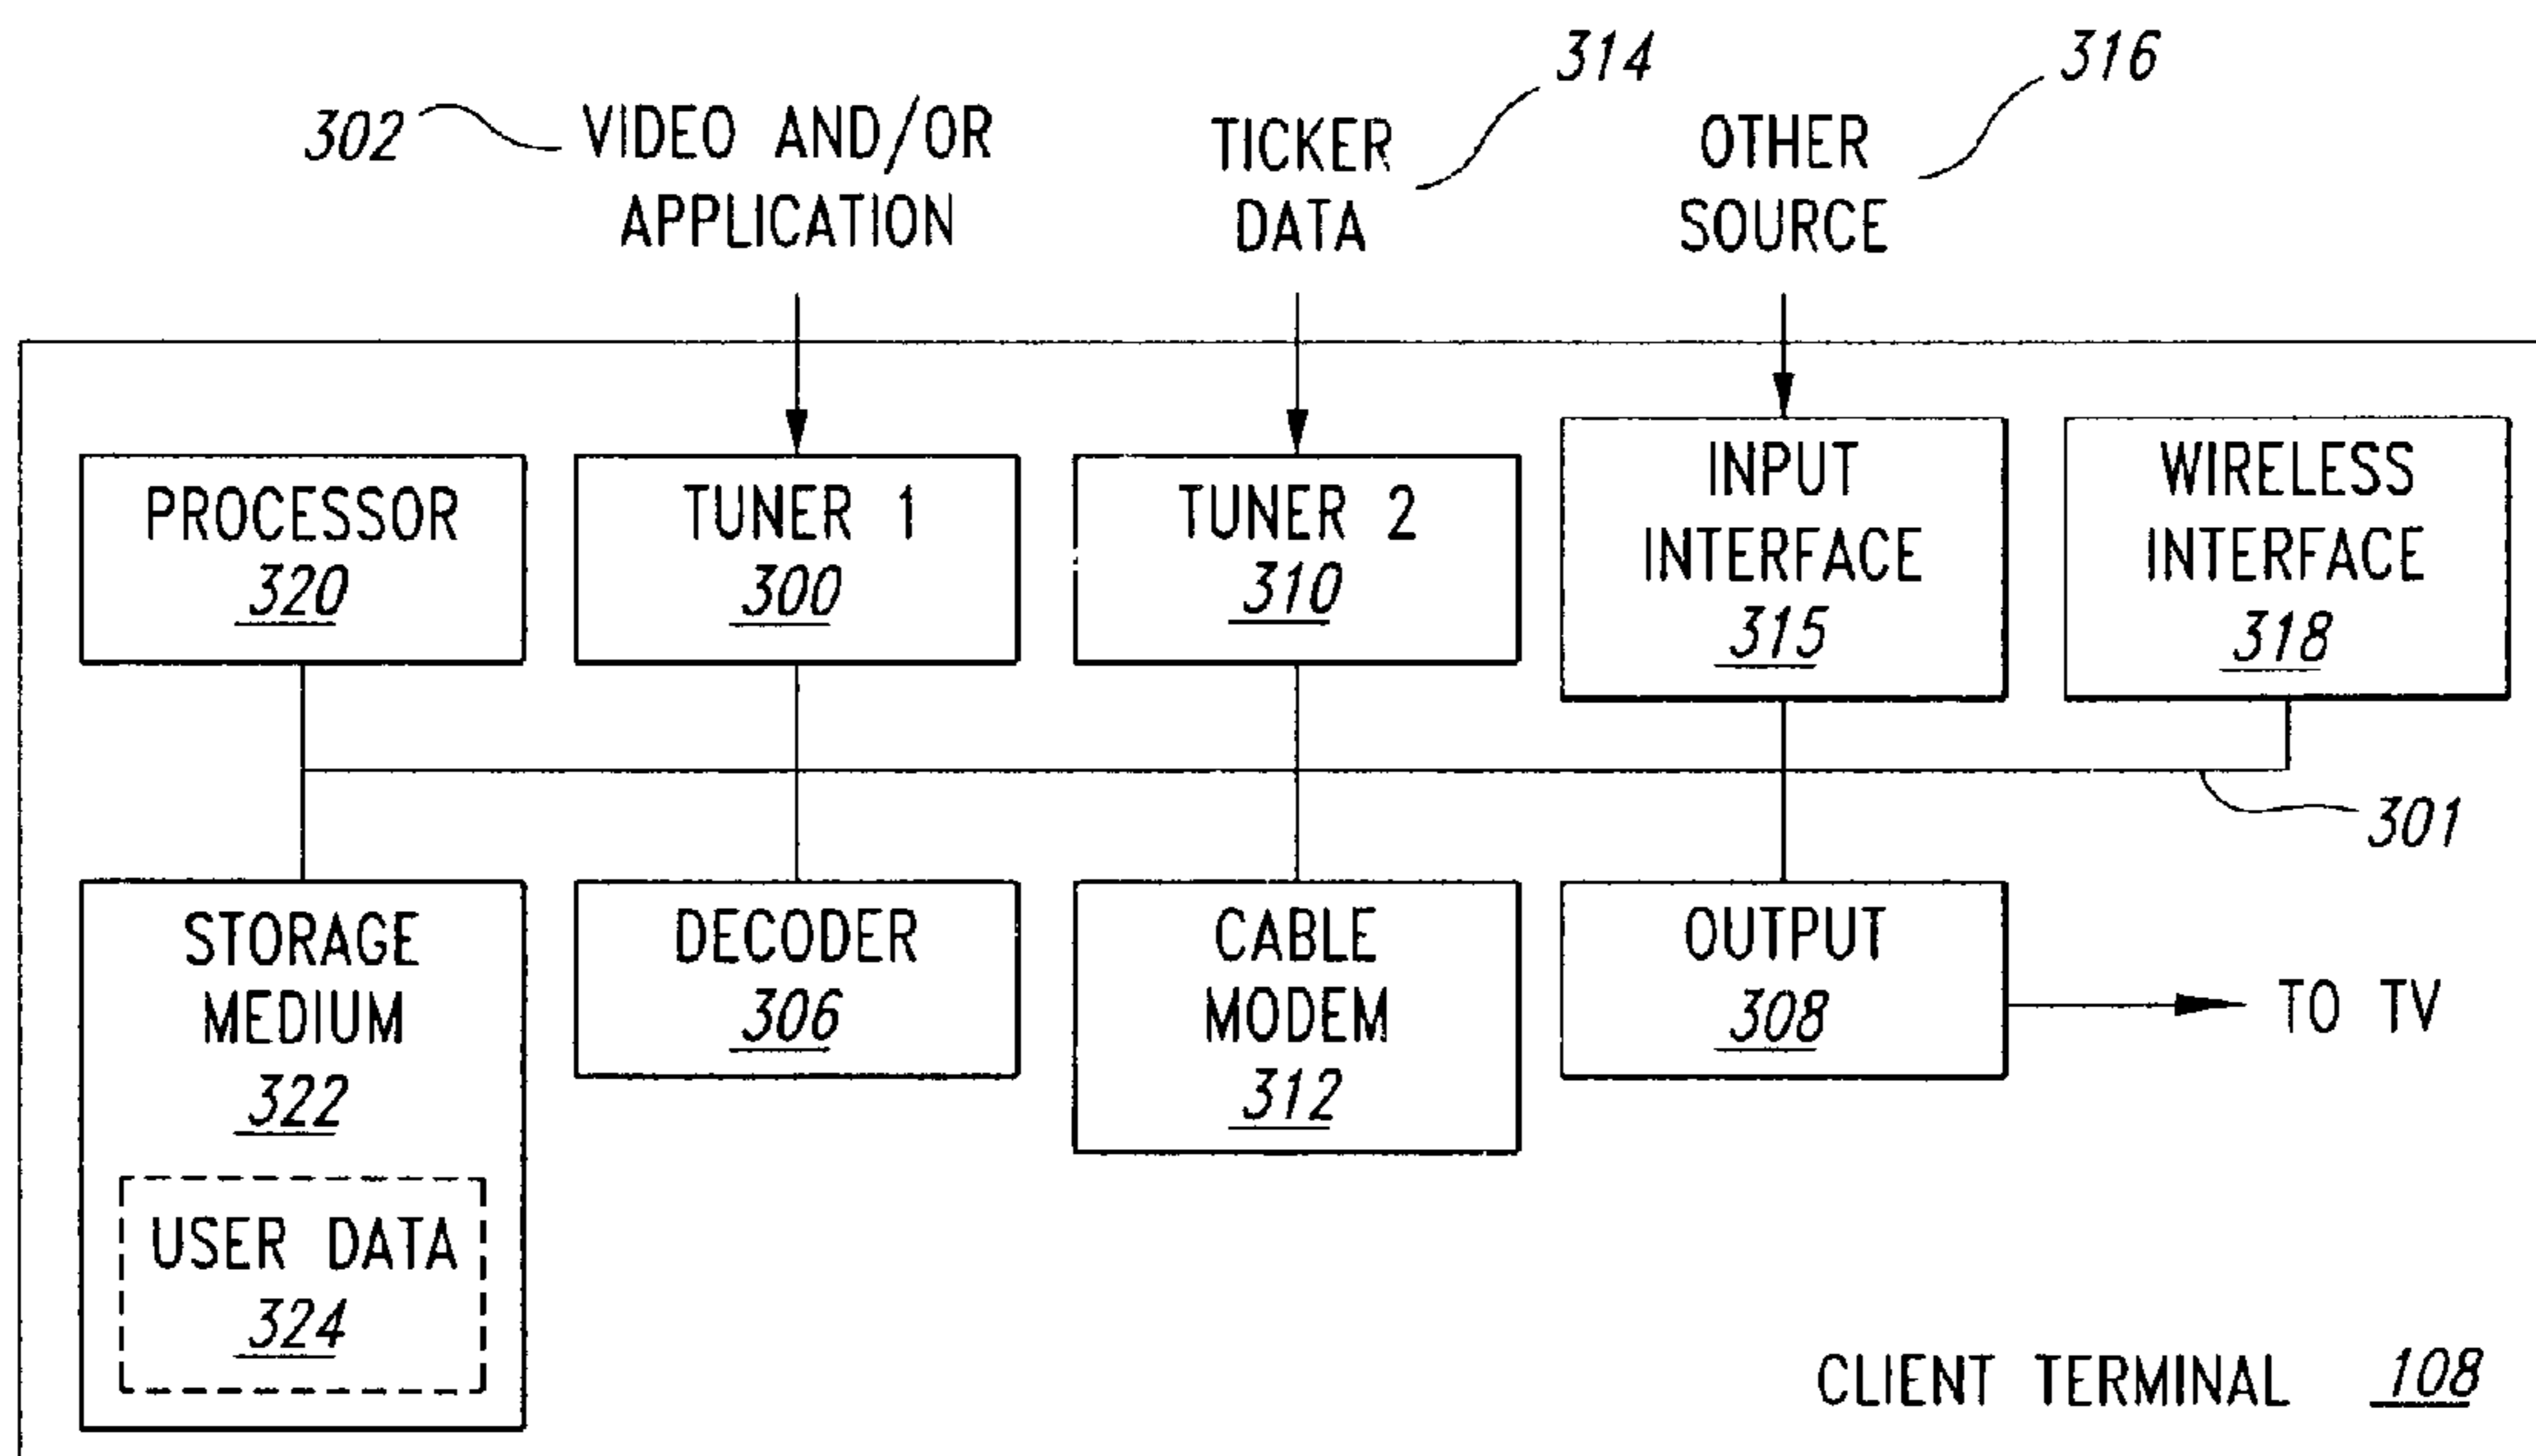 314
316
302
VIDEO AND/OR
APPLICATION
TICKER
DATA
OTHER
SOURCE
PROCESSOR
320
TUNER 1
300
TUNER 2
310
INPUT
INTERFACE
315
WIRELESS
INTERFACE
318
301
STORAGE
MEDIUM
322
USER DATA
324
DECODER
306
CABLE
MODEM
312
OUTPUT
308
TO TV
CLIENT TERMINAL 108